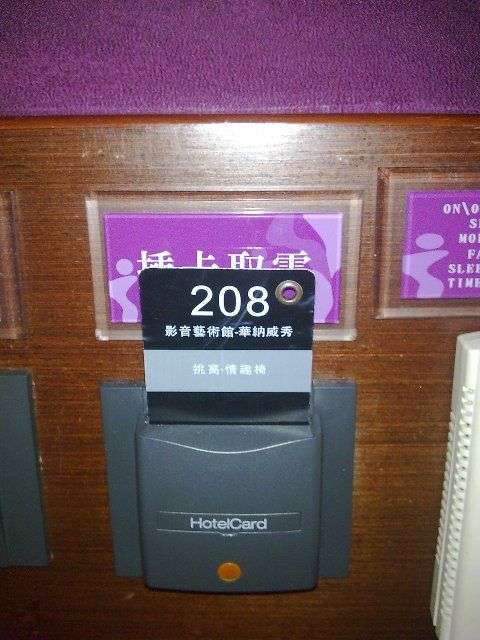 插卡取電
ON\O
S
MO
FA
SLEE
TIME
208
影音藝術館-華納威秀
挑高·情趣椅
HotelCard